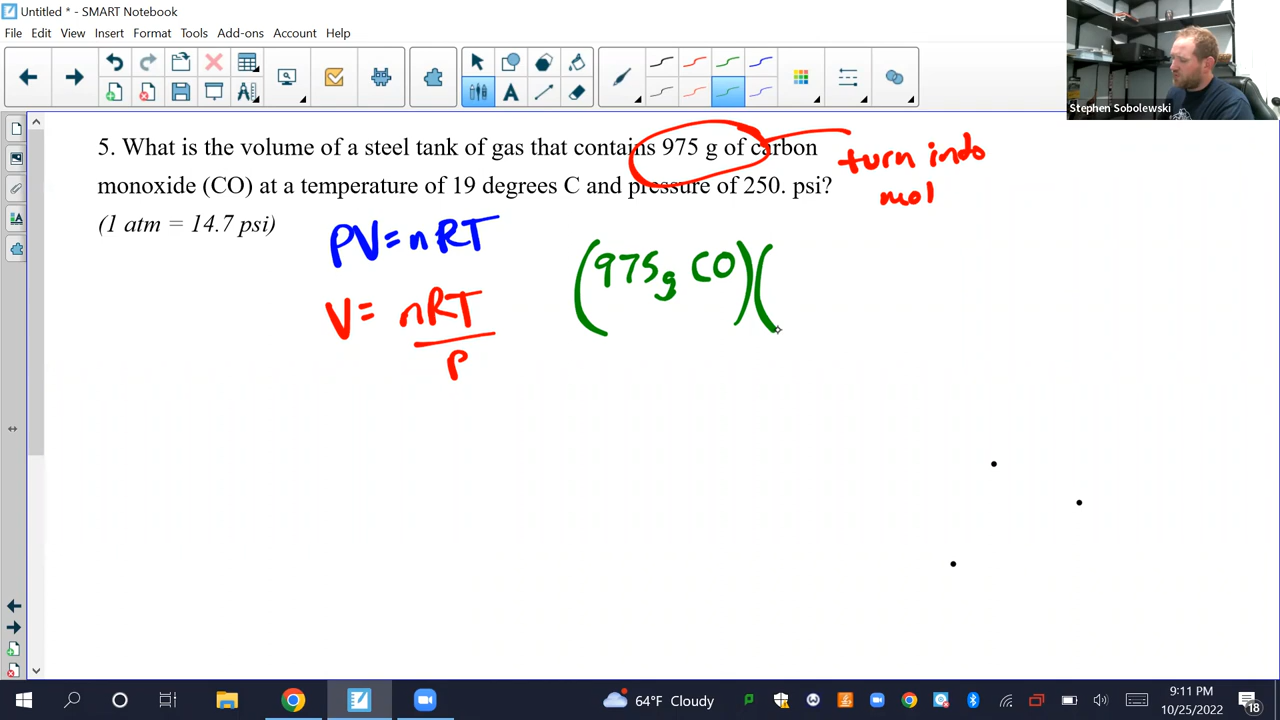 Untitled * - SMART Notebook
File Edit View Insert Format Tools Add-ons Account Help
Stephen Sobolewski
5. What is the volume of a steel tank of gas that contains 975 g of carbon
monoxide (CO) at a temperature of 19 degrees C and pressure of 250. psi?
(1 atm = 14.7 psi)
turn indo
mol
PV=nRT
V= nRT
P
(975g CO)(
64°F Cloudy
9:11 PM
10/25/2022
18